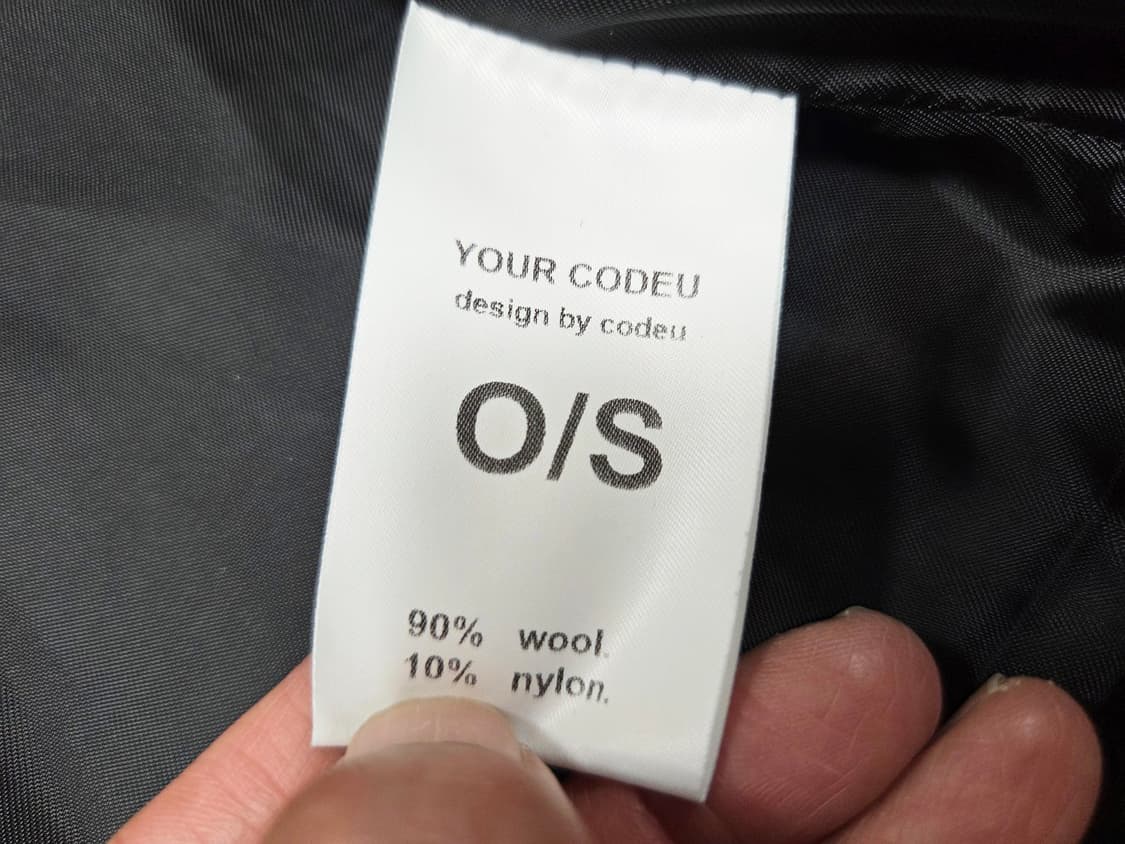 YOUR CODEU
design by codeu
O/S
90% wool.
10% nylon.